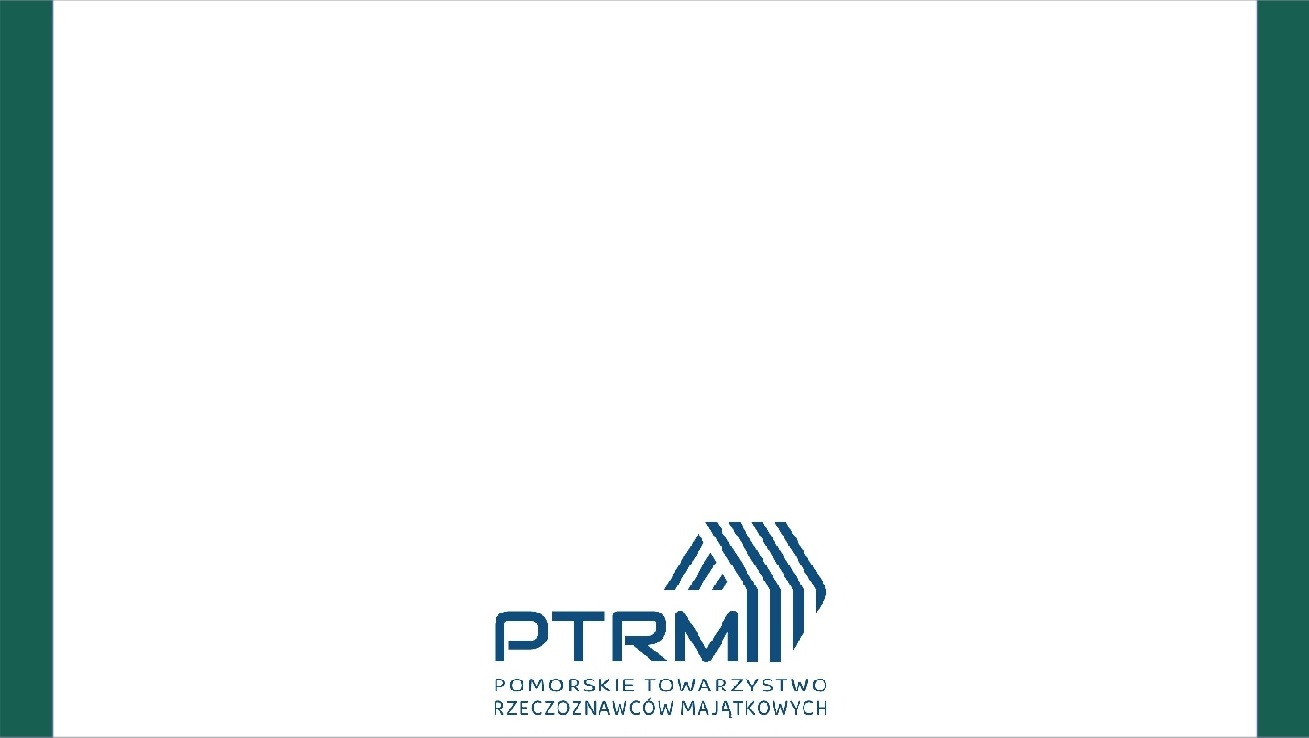 PTRM
POMORSKIE TOWARZYSTWO
RZECZOZNAWCÓW MAJĄTKOWYCH